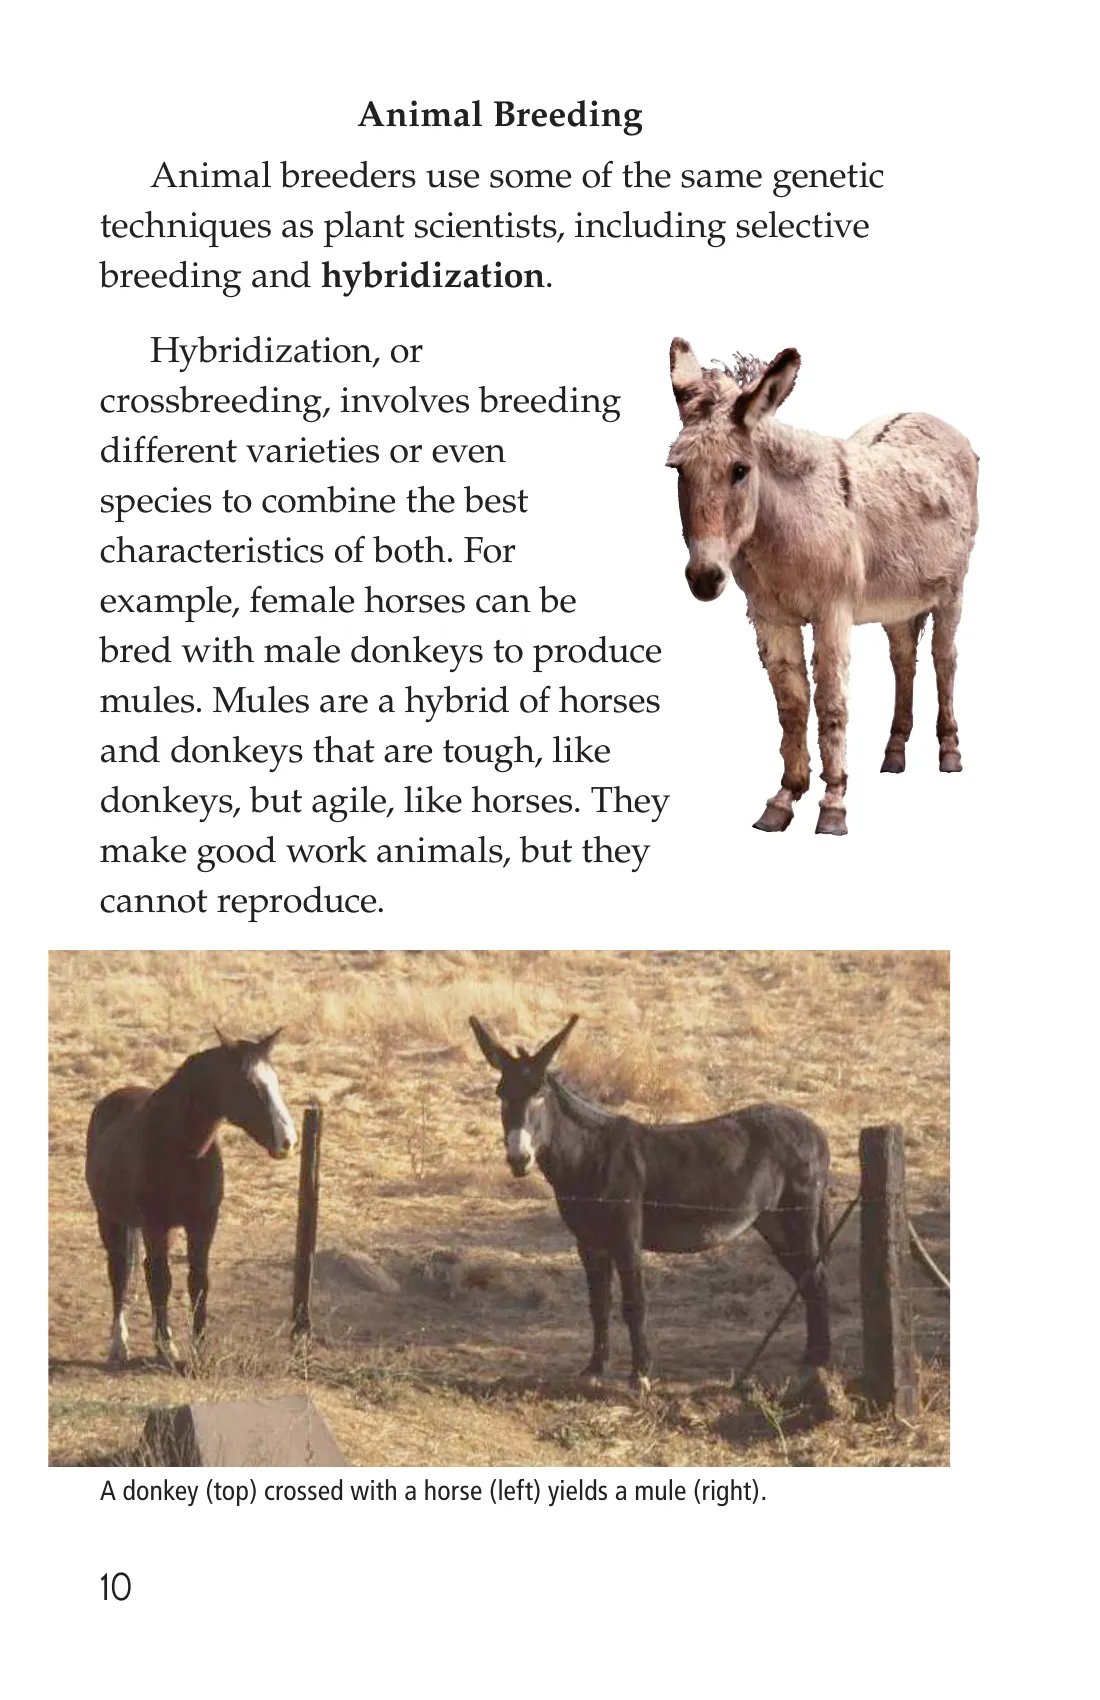 Animal Breeding
Animal breeders use some of the same genetic
techniques as plant scientists, including selective
breeding and hybridization.
Hybridization, or
crossbreeding, involves breeding
different varieties or even
species to combine the best
characteristics of both. For
example, female horses can be
bred with male donkeys to produce
mules. Mules are a hybrid of horses
and donkeys that are tough, like
donkeys, but agile, like horses. They
make good work animals, but they
cannot reproduce.
A donkey (top) crossed with a horse (left) yields a mule (right).
10